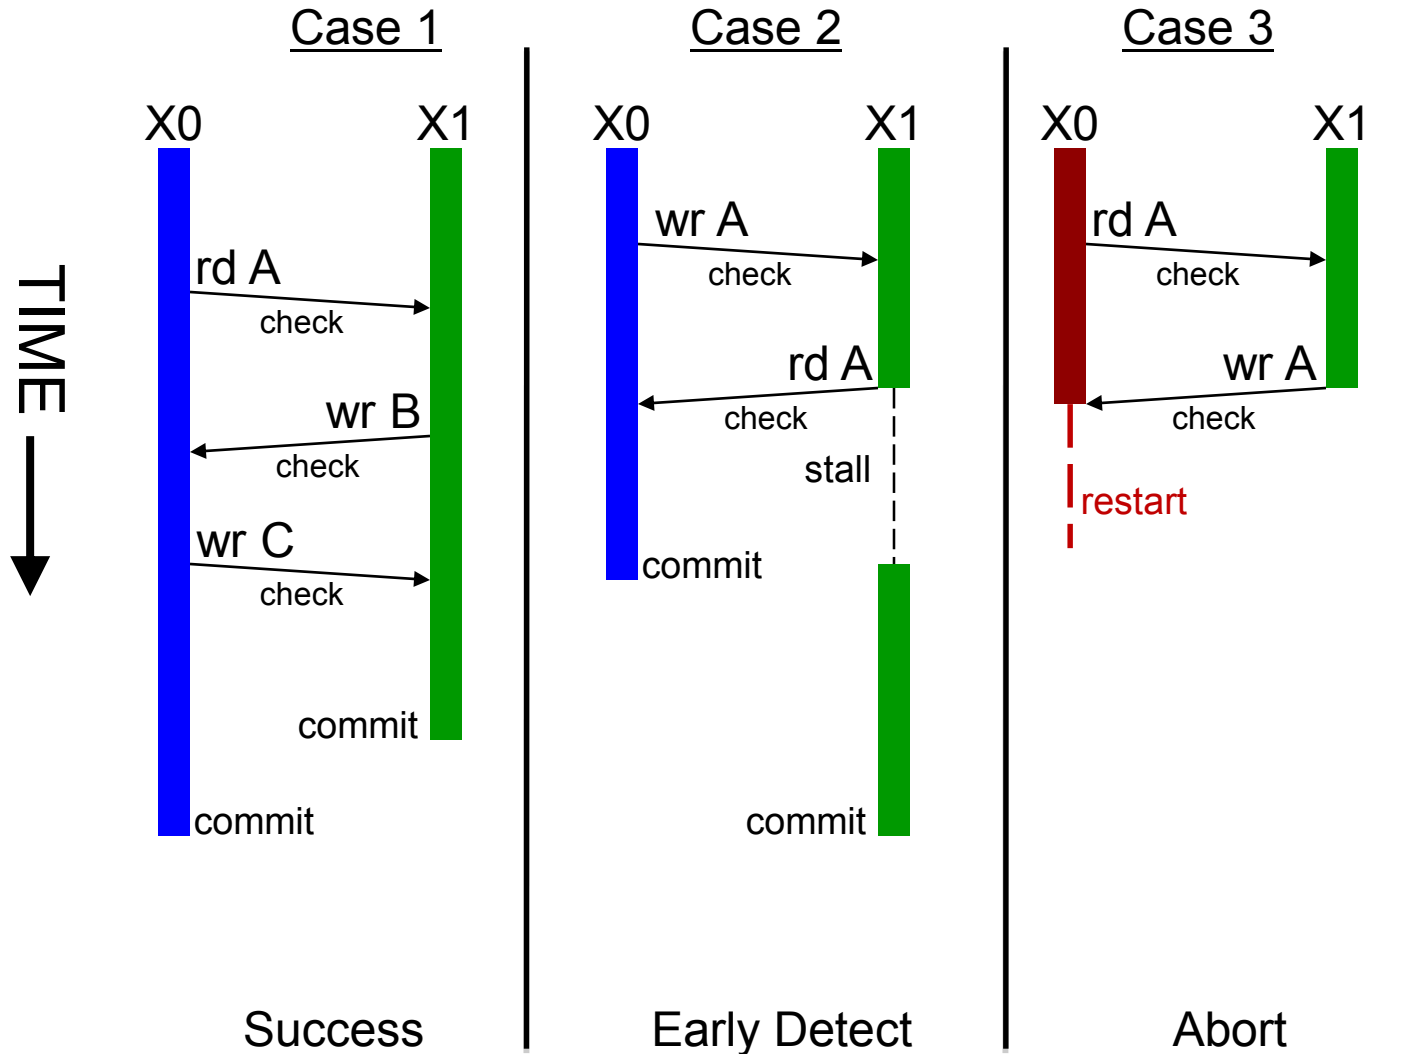 Case 1
X0 X1
rd A
check
wr B
check
wr C
check
commit
commit
Success
Case 2
X0 X1
wr A
check
rd A
check
stall
commit
commit
Early Detect
Case 3
X0 X1
rd A
check
wr A
check
restart
Abort
TIME